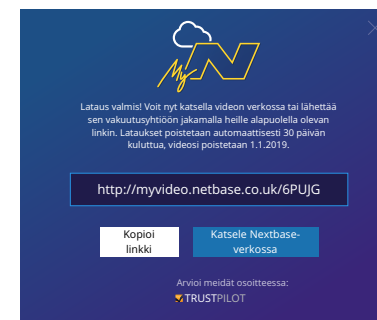 My N
Lataus valmis! Voit nyt katsella videon verkossa tai lähettää
sen vakuutusyhtiöön jakamalla heille alapuolella olevan
linkin. Lataukset poistetaan automaattisesti 30 päivän
kuluttua, videosi poistetaan 1.1.2019.
http://myvideo.netbase.co.uk/6PUJG
Kopioi
linkki
Katsele Nextbase-
verkossa
Arvioi meidät osoitteessa:
TRUSTPILOT